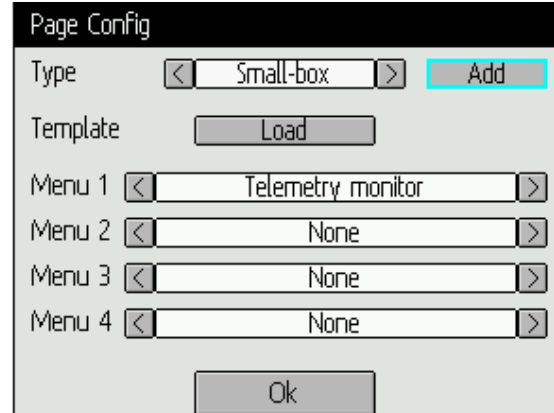 Page Config
Type < Small-box > Add
Template Load
Menu 1 < Telemetry monitor >
Menu 2 < None >
Menu 3 < None >
Menu 4 < None >
Ok